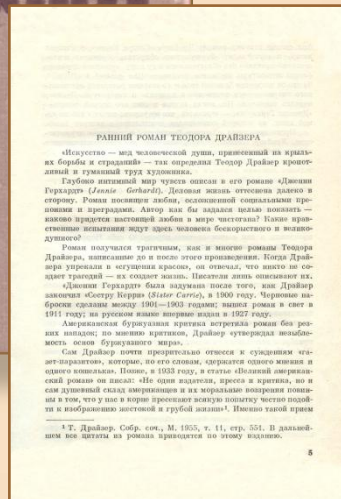 РАННИЙ РОМАН ТЕОДОРА ДРАЙЗЕРА
«Искусство — мед человеческой души, принесенный на крыль-
ях борьбы и страданий» — так определял Теодор Драйзер кропот-
ливый и гуманный труд художника.
Глубоко интимный мир чувств описан в его романе «Дженни
Герхардт» (Jennie Gerhardt). Деловая жизнь оттеснена далеко в
сторону. Роман посвящен любви, осложненной социальными пре-
понами и преградами. Автор как бы задался целью показать —
каково придется настоящей любви в мире чистогана? Какие нрав-
ственные испытания ждут здесь человека бескорыстного и велико-
душного?
Роман получился трагичным, как и многие романы Теодора
Драйзера, написанные до и после этого произведения. Когда Драй-
зера упрекали в «сгущении красок», он отвечал, что никто не со-
здает трагедий — их создает жизнь. Писатели лишь описывают их.
«Дженни Герхардт» была задумана после того, как Драйзер
закончил «Сестру Керри» (Sister Carrie), в 1900 году. Черновые на-
броски сделаны между 1901—1903 годами; вышел роман в свет в
1911 году; на русском языке впервые издан в 1927 году.
Американская буржуазная критика встретила роман без рез-
ких нападок; по мнению критиков, Драйзер «утверждал незыбле-
мость основ буржуазного мира».
Сам Драйзер почти презрительно отнесся к суждениям «га-
зет-паразитов», которые, по его словам, «держатся одного мнения и
одного кошелька». Позже, в 1933 году, в статье «Великий американ-
ский роман» он писал: «Не одни издатели, пресса и критика, но и
сам душевный склад американцев и их моральные воззрения повин-
ны в том, что у нас в корне пресекают всякую попытку честно подой-
ти к изображению жестокой и грубой жизни»¹. Именно такой прием
¹ Т. Драйзер. Собр. соч., М. 1955, т. 11, стр. 551. В дальней-
шем все цитаты из романа приводятся по этому изданию.
5